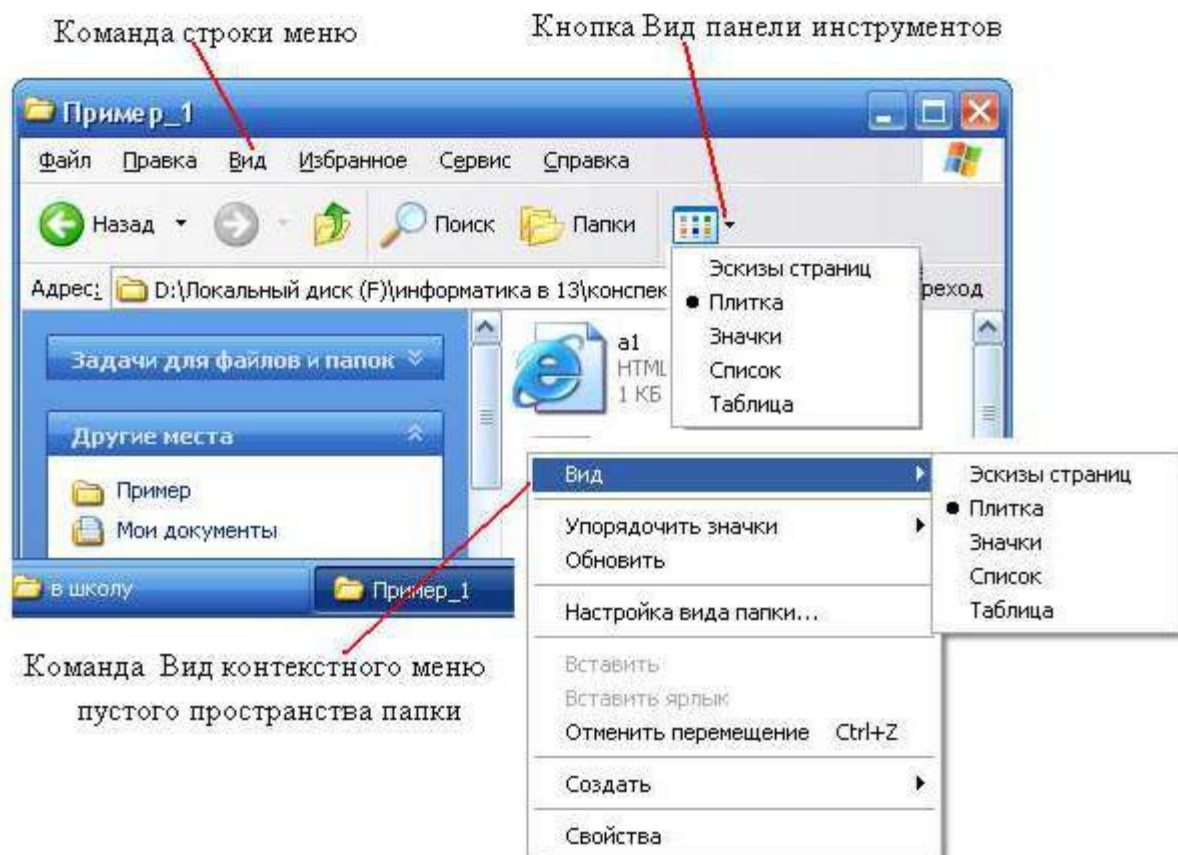 Команда строки меню
Кнопка Вид панели инструментов
Пример_1
Файл Правка Вид Избранное Сервис Справка
Назад Поиск Папки
Эскизы страниц
Плитка
Значки
Список
Таблица
Адрес: D:\Локальный диск (F)\информатика в 13\конспек
реход
Задачи для файлов и папок
a1
HTML
1 КБ
Другие места
Пример
Мои документы
в школу
Пример_1
Вид
Упорядочить значки
Обновить
Настройка вида папки...
Вставить
Вставить ярлык
Отменить перемещение Ctrl+Z
Создать
Свойства
Эскизы страниц
Плитка
Значки
Список
Таблица
Команда Вид контекстного меню
пустого пространства папки